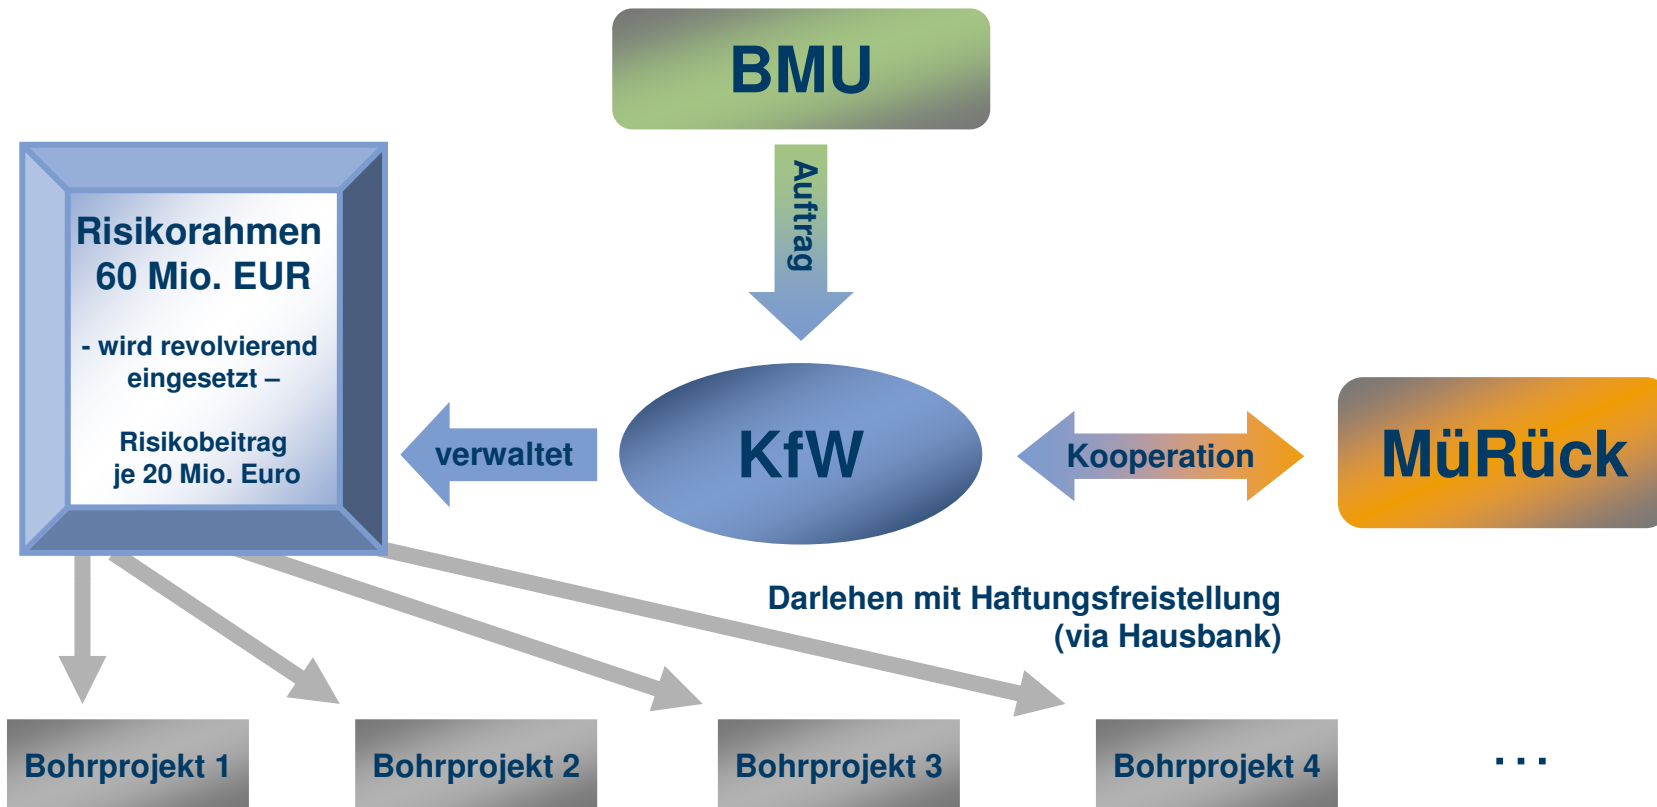 BMU
Auftrag
Risikorahmen
60 Mio. EUR
- wird revolvierend
eingesetzt –
Risikobeitrag
je 20 Mio. Euro
verwaltet
KfW
Kooperation
MüRück
Darlehen mit Haftungsfreistellung
(via Hausbank)
Bohrprojekt 1
Bohrprojekt 2
Bohrprojekt 3
Bohrprojekt 4
...